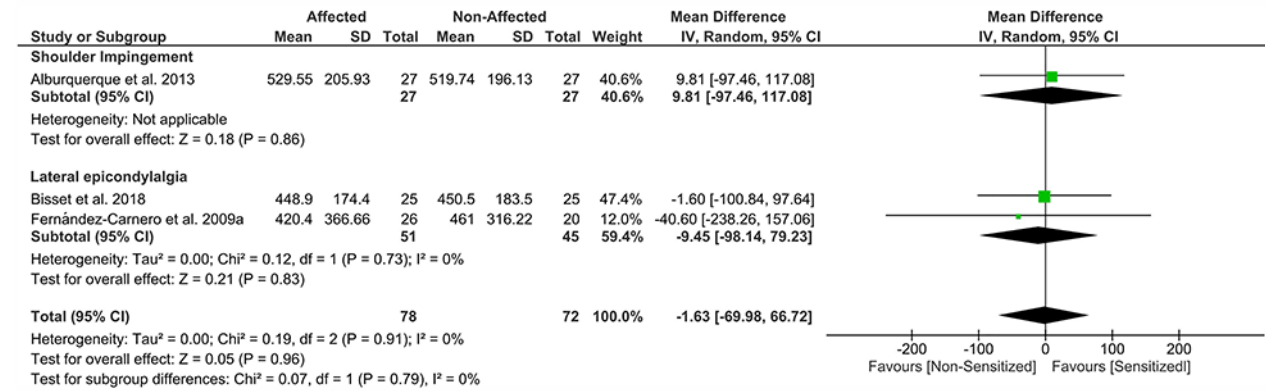 Affected Non-Affected Mean Difference Mean Difference
Study or Subgroup Mean SD Total Mean SD Total Weight IV, Random, 95% CI IV, Random, 95% CI
Shoulder Impingement
Alburquerque et al. 2013 529.55 205.93 27 519.74 196.13 27 40.6% 9.81 [-97.46, 117.08]
Subtotal (95% CI) 27 27 40.6% 9.81 [-97.46, 117.08]
Heterogeneity: Not applicable
Test for overall effect: Z = 0.18 (P = 0.86)
Lateral epicondylalgia
Bisset et al. 2018 448.9 174.4 25 450.5 183.5 25 47.4% -1.60 [-100.84, 97.64]
Fernández-Carnero et al. 2009a 420.4 366.66 26 461 316.22 20 12.0% -40.60 [-238.26, 157.06]
Subtotal (95% CI) 51 45 59.4% -9.45 [-98.14, 79.23]
Heterogeneity: Tau² = 0.00; Chi² = 0.12, df = 1 (P = 0.73); I² = 0%
Test for overall effect: Z = 0.21 (P = 0.83)
Total (95% CI) 78 72 100.0% -1.63 [-69.98, 66.72]
Heterogeneity: Tau² = 0.00; Chi² = 0.19, df = 2 (P = 0.91); I² = 0%
Test for overall effect: Z = 0.05 (P = 0.96)
Test for subgroup differences: Chi² = 0.07, df = 1 (P = 0.79), I² = 0%
-200 -100 0 100 200
Favours [Non-Sensitized] Favours [Sensitized]